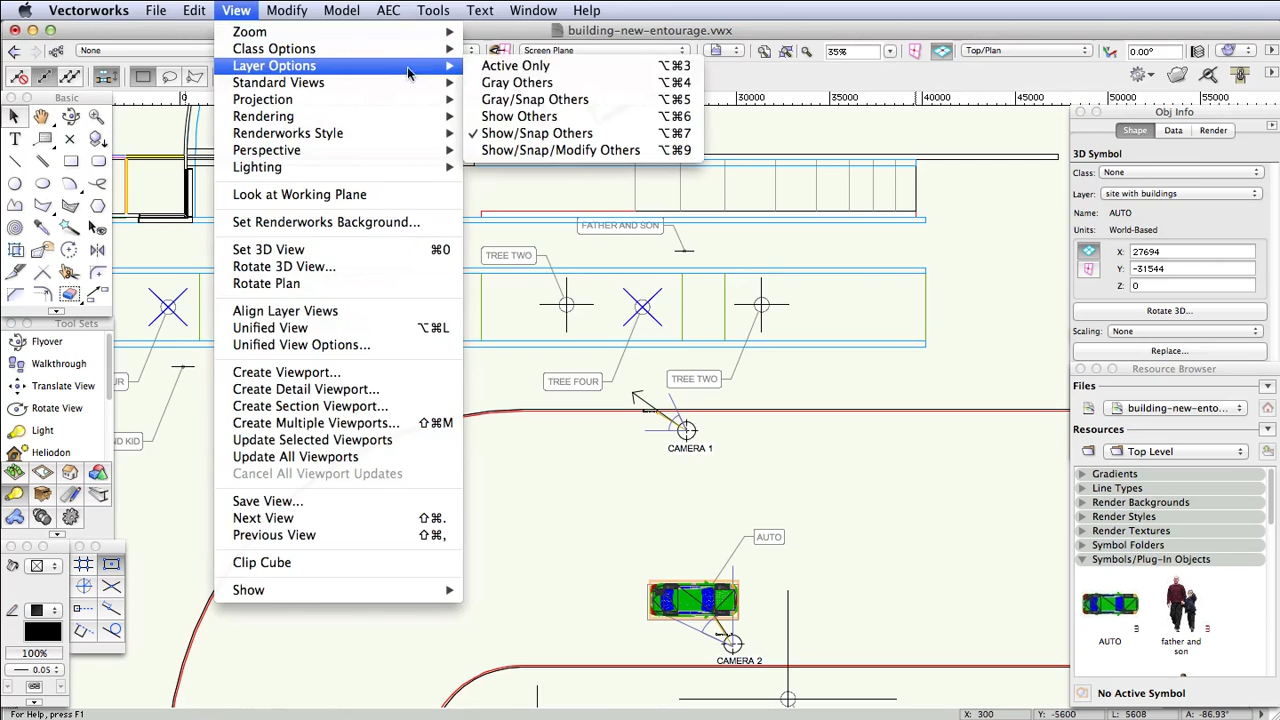 Vectorworks File Edit View Modify Model AEC Tools Text Window Help
building-new-entourage.vwx
None
Screen Plane
35%
Top/Plan
0.00°
Zoom
Class Options
Layer Options
Standard Views
Projection
Rendering
Renderworks Style
Perspective
Lighting
Look at Working Plane
Set Renderworks Background...
Set 3D View ⌘0
Rotate 3D View...
Rotate Plan
Align Layer Views
Unified View ⌥⌘L
Unified View Options...
Create Viewport...
Create Detail Viewport...
Create Section Viewport...
Create Multiple Viewports... ⇧⌘M
Update Selected Viewports
Update All Viewports
Cancel All Viewport Updates
Save View...
Next View ⇧⌘.
Previous View ⇧⌘,
Clip Cube
Show
Active Only ⌥⌘3
Gray Others ⌥⌘4
Gray/Snap Others ⌥⌘5
Show Others ⌥⌘6
✓ Show/Snap Others ⌥⌘7
Show/Snap/Modify Others ⌥⌘9
Basic
Tool Sets
Flyover
Walkthrough
Translate View
Rotate View
Light
Heliodon
100%
0.05
0
30000 35000 40000 45000
FATHER AND SON
TREE TWO
TREE FOUR
TREE TWO
CAMERA 1
AUTO
CAMERA 2
Obj Info
Shape Data Render
3D Symbol
Class: None
Layer: site with buildings
Name: AUTO
Units: World-Based
X: 27694
Y: -31544
Z: 0
Rotate 3D...
Scaling: None
Replace...
Resource Browser
Files
building-new-ento...
Resources
Top Level
Gradients
Line Types
Render Backgrounds
Render Styles
Render Textures
Symbol Folders
Symbols/Plug-In Objects
AUTO
father and
son
No Active Symbol
For Help, press F1
X: 300 Y: -5600 L: 5608 A: -86.93°